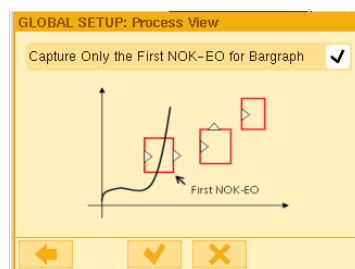 GLOBAL SETUP: Process View
Capture Only the First NOK-EO for Bargraph
First NOK-EO